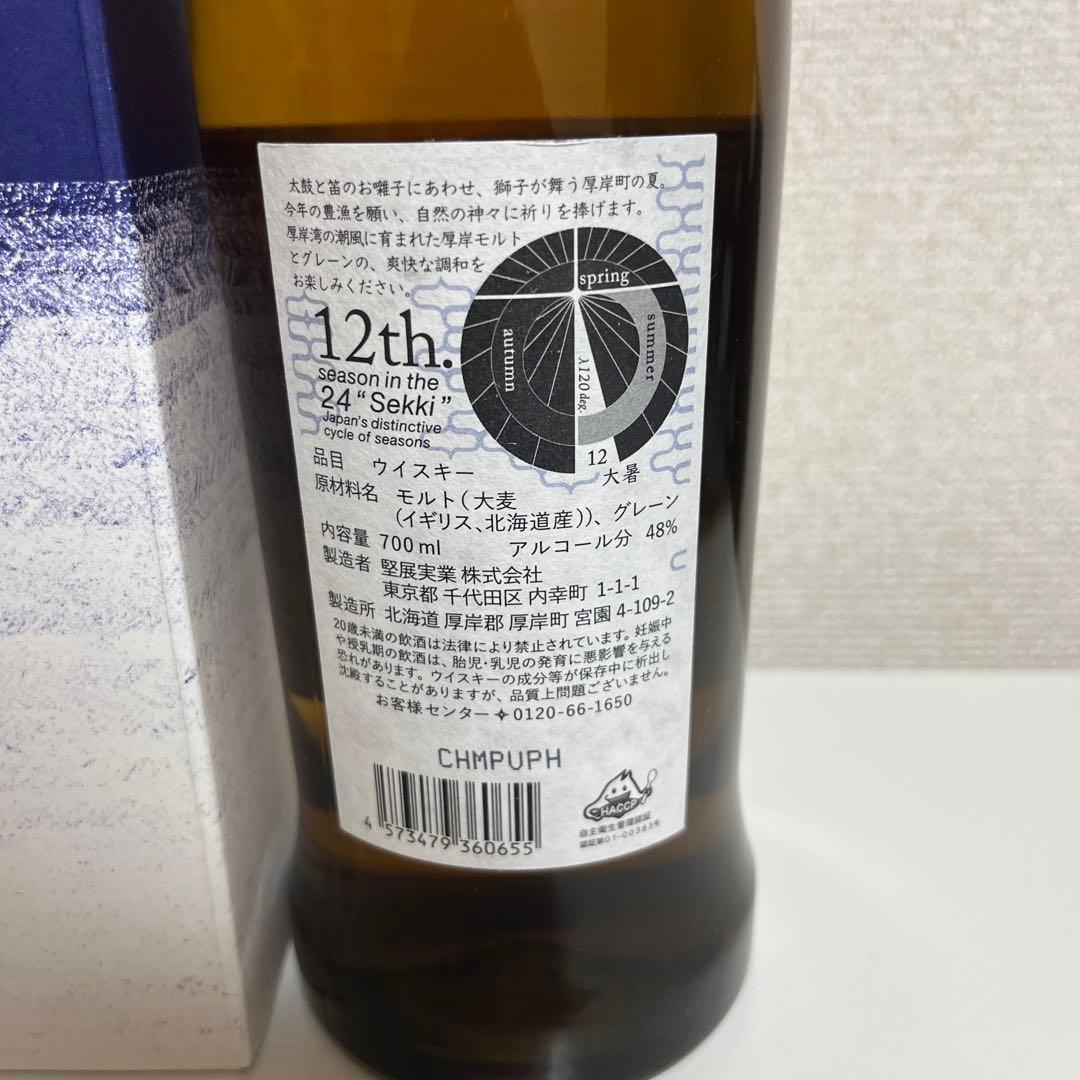 太鼓と笛のお囃子にあわせ、獅子が舞う厚岸町の夏。
今年の豊漁を願い、自然の神々に祈りを捧げます。
厚岸湾の潮風に育まれた厚岸モルト
とグレーンの、爽快な調和を
お楽しみください。
spring
summer
autumn
λ120 deg.
12
大暑
12th.
season in the
24 “Sekki”
Japan's distinctive
cycle of seasons
品目 ウイスキー
原材料名 モルト(大麦
(イギリス、北海道産))、グレーン
内容量 700 ml アルコール分 48%
製造者 堅展実業 株式会社
東京都 千代田区 内幸町 1-1-1
製造所 北海道 厚岸郡 厚岸町 宮園 4-109-2
20歳未満の飲酒は法律により禁止されています。妊娠中
や授乳期の飲酒は、胎児・乳児の発育に悪影響を与える
恐れがあります。ウイスキーの成分等が保存中に析出し
沈殿することがありますが、品質上問題ございません。
お客様センター 0120-66-1650
CHMPUPH
4 573479 360655
HACCP
自主衛生管理認証
認証第01-00383号